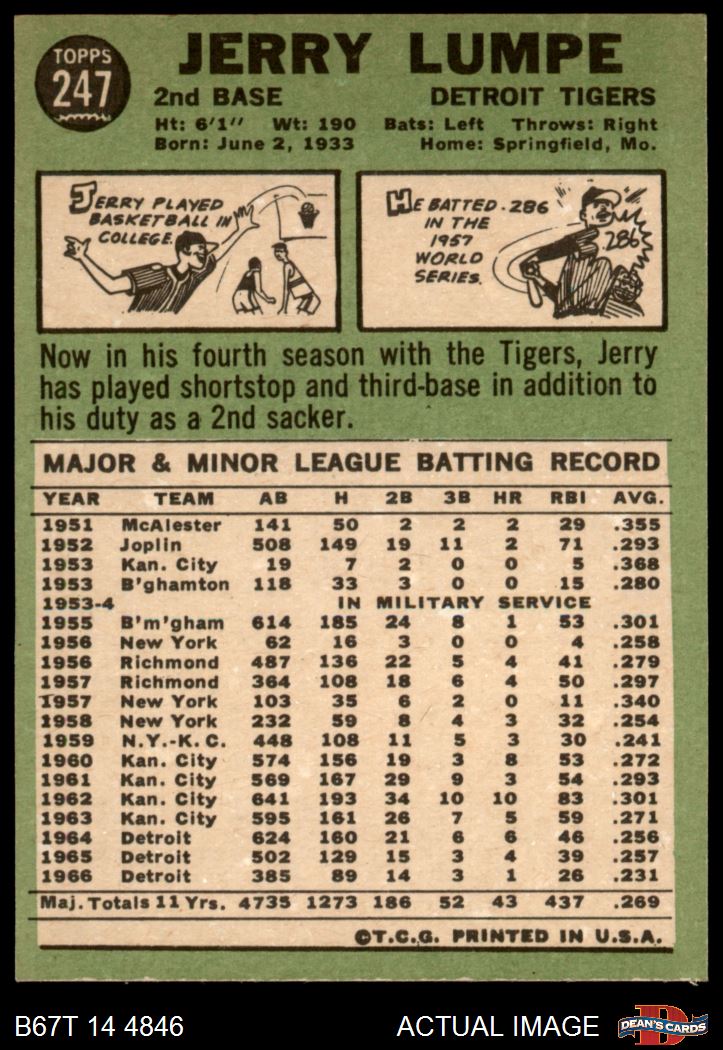 TOPPS
247
JERRY LUMPE
2nd BASE DETROIT TIGERS
Ht: 6'1" Wt: 190 Bats: Left Throws: Right
Born: June 2, 1933 Home: Springfield, Mo.
JERRY PLAYED
BASKETBALL IN
COLLEGE.
HE BATTED .286
IN THE
1957
WORLD
SERIES.
286
Now in his fourth season with the Tigers, Jerry
has played shortstop and third-base in addition to
his duty as a 2nd sacker.
MAJOR & MINOR LEAGUE BATTING RECORD
YEAR TEAM AB H 2B 3B HR RBI AVG.
1951 McAlester 141 50 2 2 2 29 .355
1952 Joplin 508 149 19 11 2 71 .293
1953 Kan. City 19 7 2 0 0 5 .368
1953 B'ghamton 118 33 3 0 0 15 .280
1953-4 IN MILITARY SERVICE
1955 B'm'gham 614 185 24 8 1 53 .301
1956 New York 62 16 3 0 0 4 .258
1956 Richmond 487 136 22 5 4 41 .279
1957 Richmond 364 108 18 6 4 50 .297
1957 New York 103 35 6 2 0 11 .340
1958 New York 232 59 8 4 3 32 .254
1959 N.Y.-K.C. 448 108 11 5 3 30 .241
1960 Kan. City 574 156 19 3 8 53 .272
1961 Kan. City 569 167 29 9 3 54 .293
1962 Kan. City 641 193 34 10 10 83 .301
1963 Kan. City 595 161 26 7 5 59 .271
1964 Detroit 624 160 21 6 6 46 .256
1965 Detroit 502 129 15 3 4 39 .257
1966 Detroit 385 89 14 3 1 26 .231
Maj. Totals 11 Yrs. 4735 1273 186 52 43 437 .269
©T.C.G. PRINTED IN U.S.A.
B67T 14 4846 ACTUAL IMAGE
D
DEAN'S CARDS